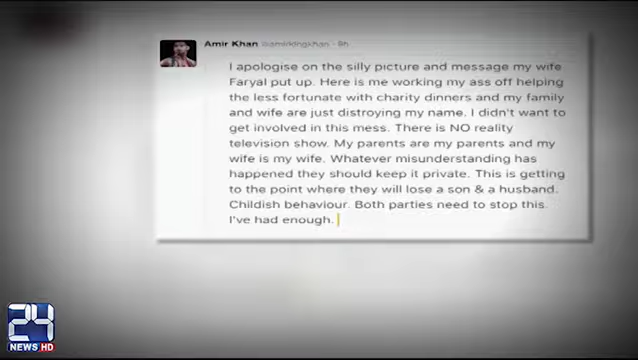 Amir Khan @amirkingkhan · 9h
I apologise on the silly picture and message my wife
Faryal put up. Here is me working my ass off helping
the less fortunate with charity dinners and my family
and wife are just distroying my name. I didn't want to
get involved in this mess. There is NO reality
television show. My parents are my parents and my
wife is my wife. Whatever misunderstanding has
happened they should keep it private. This is getting
to the point where they will lose a son & a husband.
Childish behaviour. Both parties need to stop this.
I've had enough.
24
NEWS HD